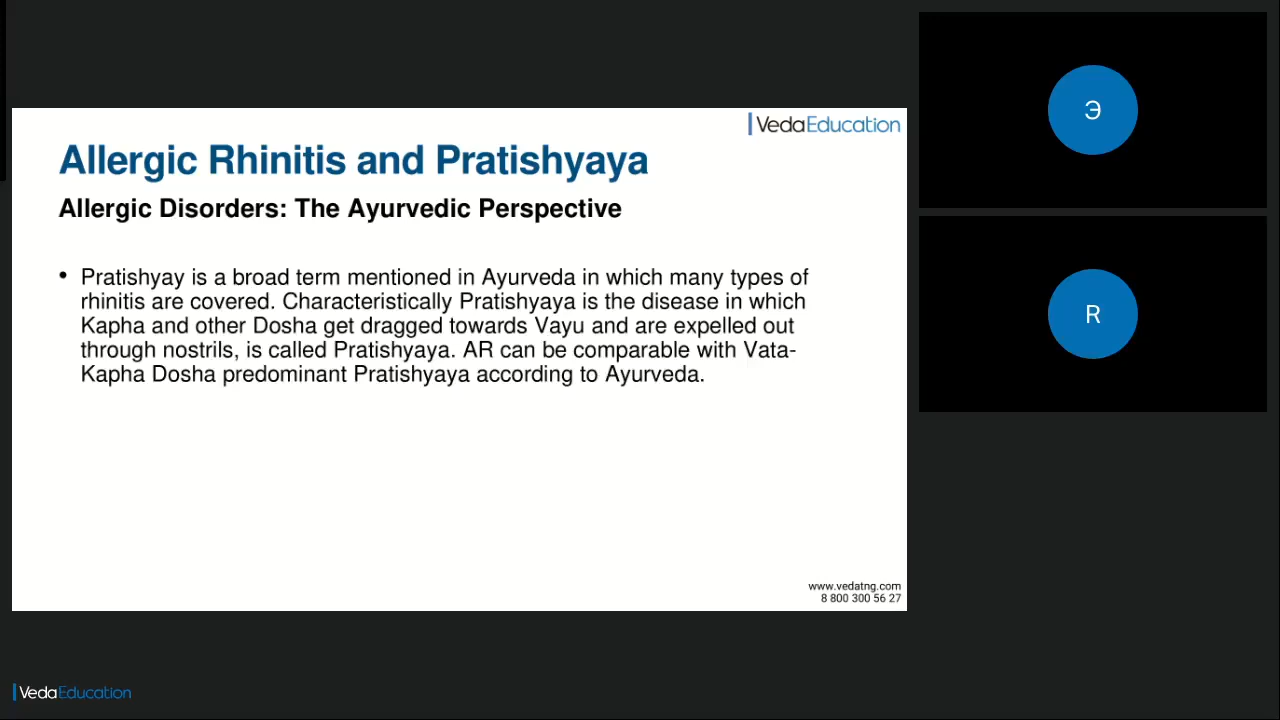 VedaEducation
Allergic Rhinitis and Pratishyaya
Allergic Disorders: The Ayurvedic Perspective
• Pratishyay is a broad term mentioned in Ayurveda in which many types of
rhinitis are covered. Characteristically Pratishyaya is the disease in which
Kapha and other Dosha get dragged towards Vayu and are expelled out
through nostrils, is called Pratishyaya. AR can be comparable with Vata-
Kapha Dosha predominant Pratishyaya according to Ayurveda.
www.vedatng.com
8 800 300 56 27
Э
R
VedaEducation